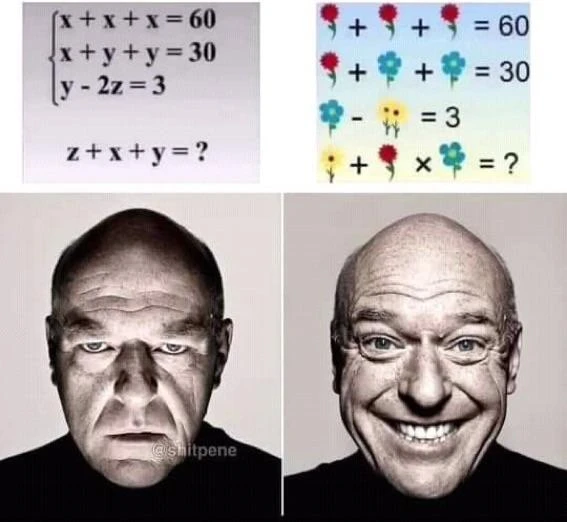 x + x + x = 60
x + y + y = 30
y - 2z = 3
z + x + y = ?
+ + = 60
+ + = 30
- = 3
+ × = ?
@shitpene